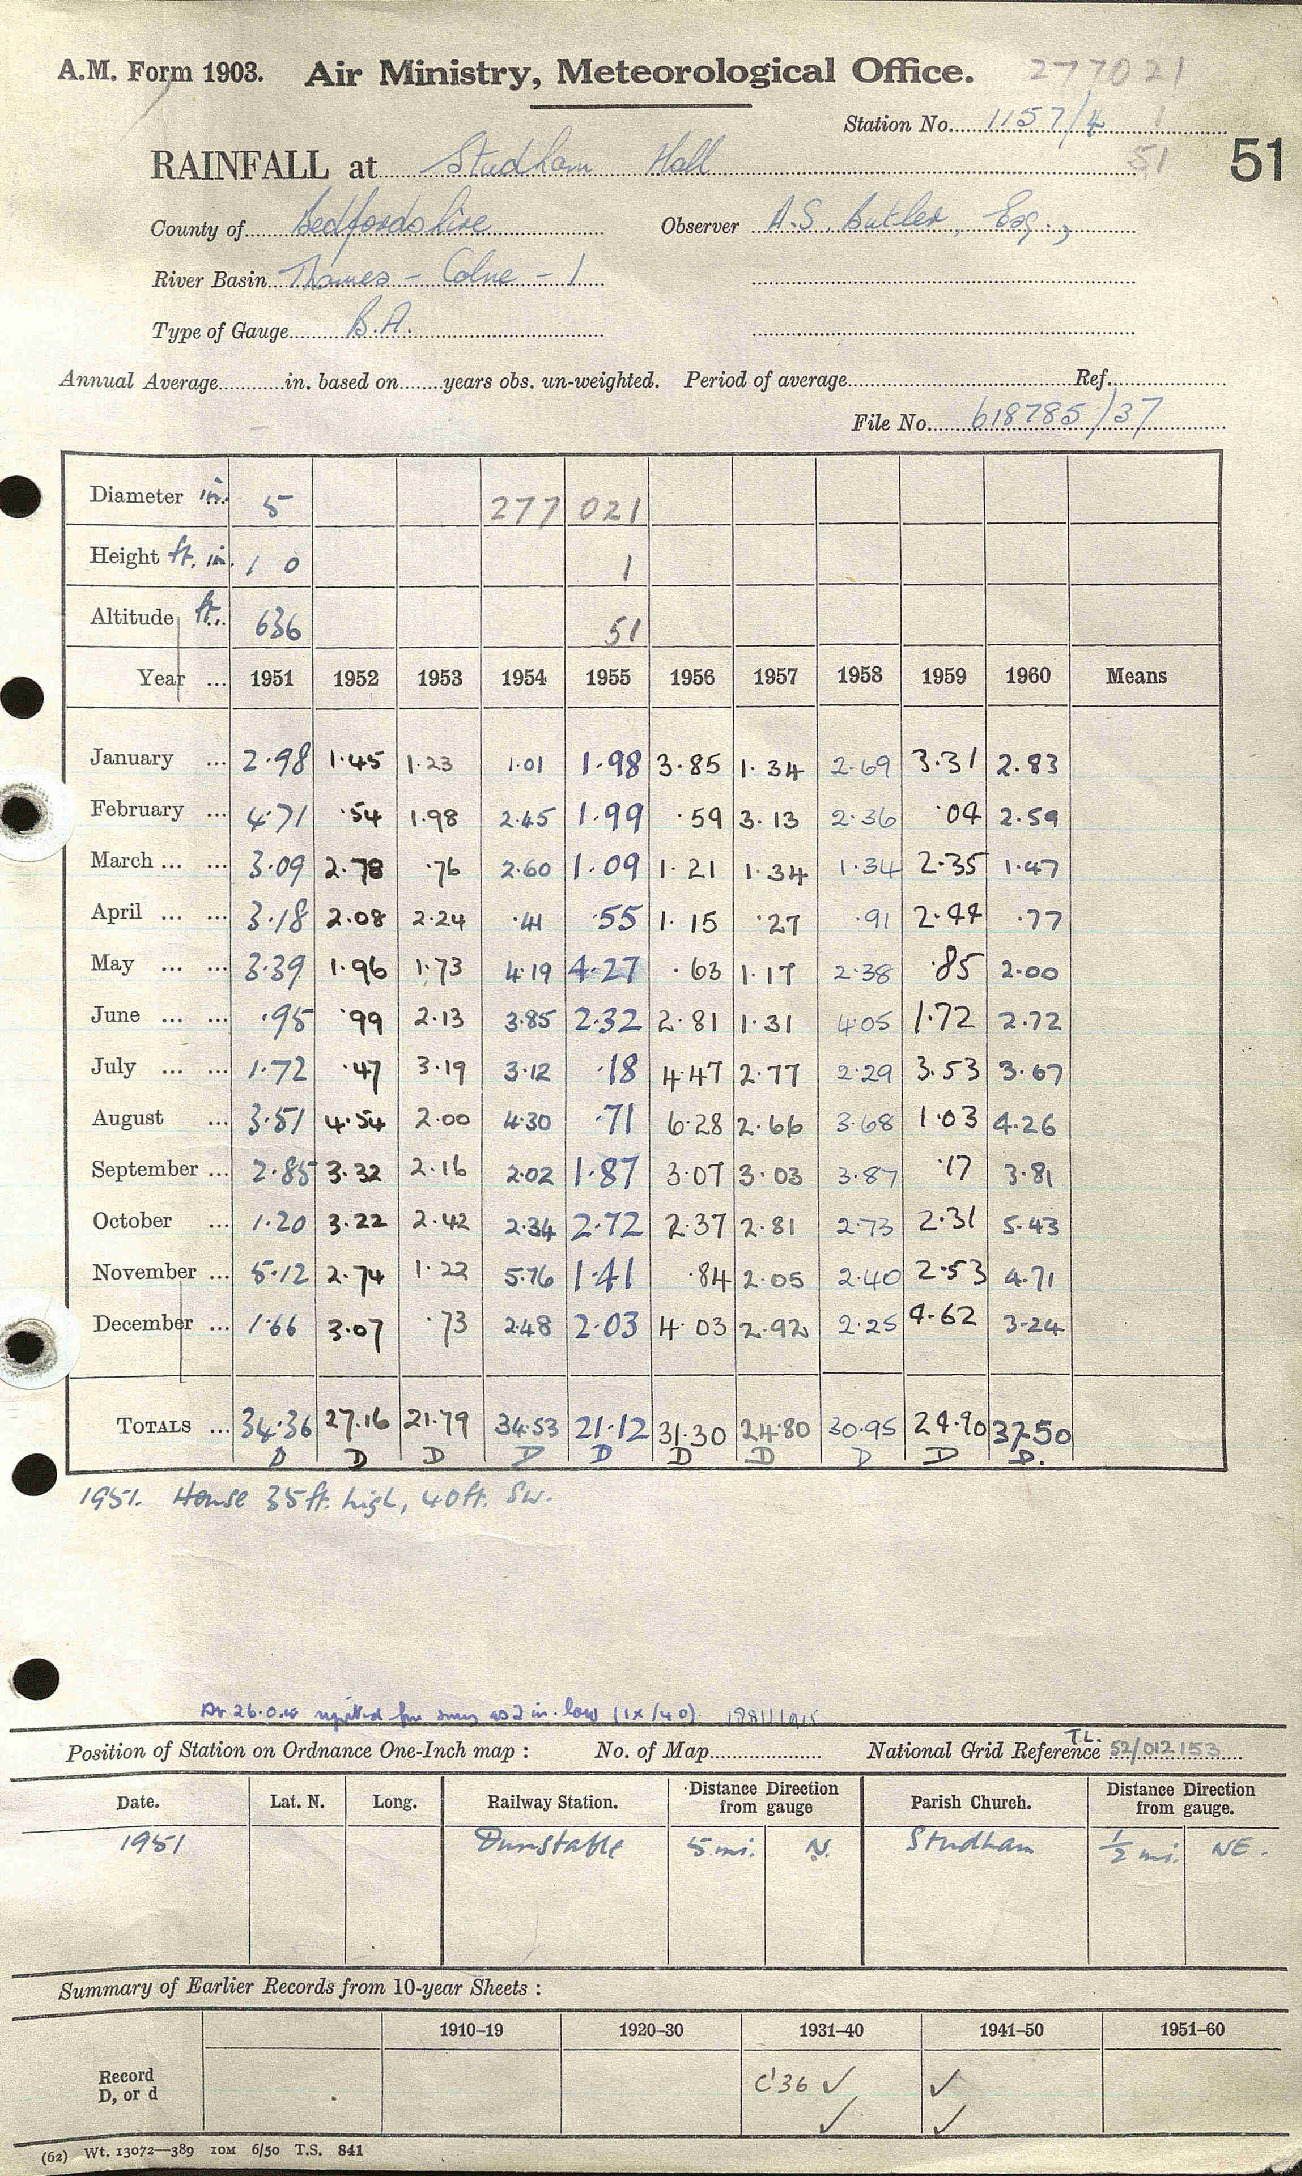 A.M. Form 1903. Air Ministry, Meteorological Office. 277021
Station No. 1157/4 1
RAINFALL at Studham Hall 51 51
County of Bedfordshire Observer A.S. Butler, Esq.,
River Basin Thames - Colne - 1
Type of Gauge B.A.
Annual Average in. based on years obs. un-weighted. Period of average Ref.
File No. 618785/37
Diameter in. 5 277 021
Height ft. in. 1 0 1
Altitude ft. 636 51
Year ... 1951 1952 1953 1954 1955 1956 1957 1958 1959 1960 Means
January ... 2.98 1.45 1.23 1.01 1.98 3.85 1.34 2.69 3.31 2.83
February ... 4.71 .54 1.98 2.45 1.99 .59 3.13 2.36 .04 2.59
March ... ... 3.09 2.78 .76 2.60 1.09 1.21 1.34 1.34 2.35 1.47
April ... ... 3.18 2.08 2.24 .41 .55 1.15 .27 .91 2.44 .77
May ... ... 3.39 1.96 1.73 4.19 4.27 .63 1.17 2.38 .85 2.00
June ... ... .95 .99 2.13 3.85 2.32 2.81 1.31 4.05 1.72 2.72
July ... ... 1.72 .47 3.19 3.12 .18 4.47 2.77 2.29 3.53 3.67
August ... 3.51 4.54 2.00 4.30 .71 6.28 2.66 3.68 1.03 4.26
September ... 2.85 3.32 2.16 2.02 1.87 3.07 3.03 3.87 .17 3.81
October ... 1.20 3.22 2.42 2.34 2.72 2.37 2.81 2.73 2.31 5.43
November ... 5.12 2.74 1.22 5.76 1.41 .84 2.05 2.40 2.53 4.71
December ... 1.66 3.07 .73 2.48 2.03 4.03 2.92 2.25 4.62 3.24
TOTALS ... 34.36 27.16 21.79 34.53 21.12 31.30 24.80 30.95 24.90 37.50
D D D D D D D D D D.
1951. House 35ft. high, 40ft. SW.
2 in. low (ix/40)
Position of Station on Ordnance One-Inch map : No. of Map National Grid Reference T.L. 52/012153
Date. Lat. N. Long. Railway Station. Distance Direction from gauge Parish Church. Distance Direction from gauge.
1951 Dunstable 5 mi. N. Studham ½ mi. NE.
Summary of Earlier Records from 10-year Sheets :
1910–19 1920–30 1931–40 1941–50 1951–60
Record D, or d C'36 ✓ ✓
✓ ✓
(62) Wt. 13072—389 10M 6/50 T.S. 841